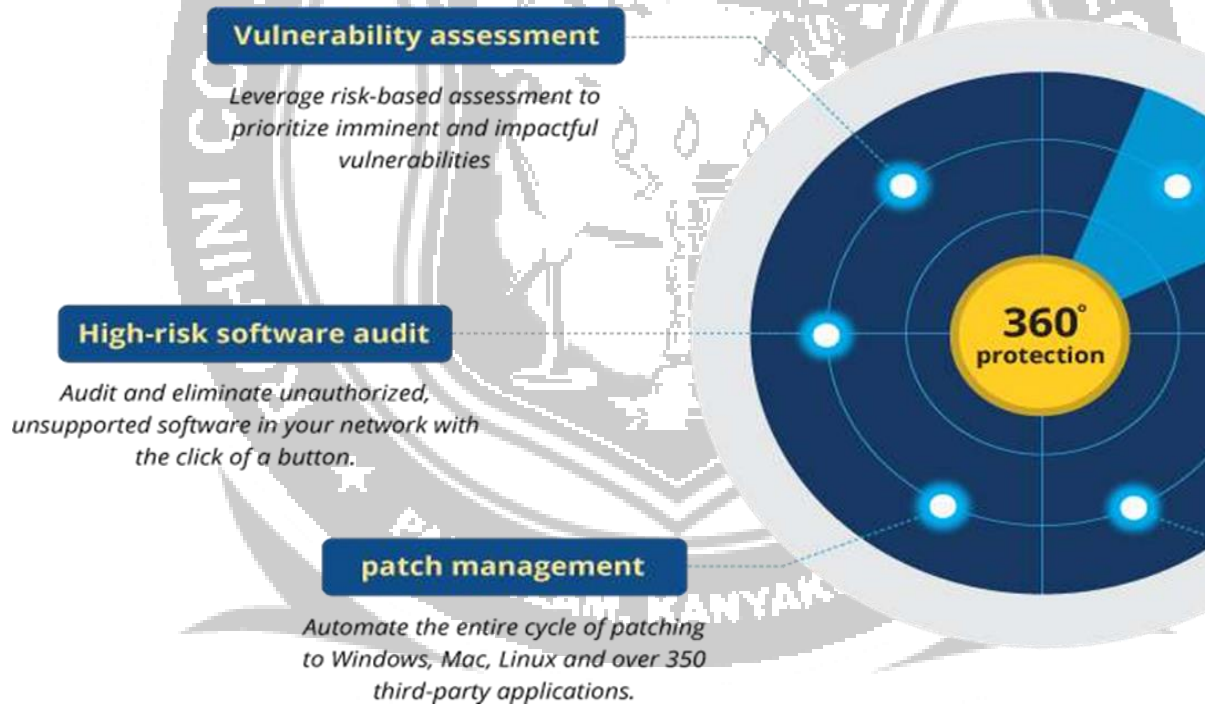 Vulnerability assessment
Leverage risk-based assessment to
prioritize imminent and impactful
vulnerabilities
High-risk software audit
Audit and eliminate unauthorized,
unsupported software in your network with
the click of a button.
patch management
Automate the entire cycle of patching
to Windows, Mac, Linux and over 350
third-party applications.
360°
protection